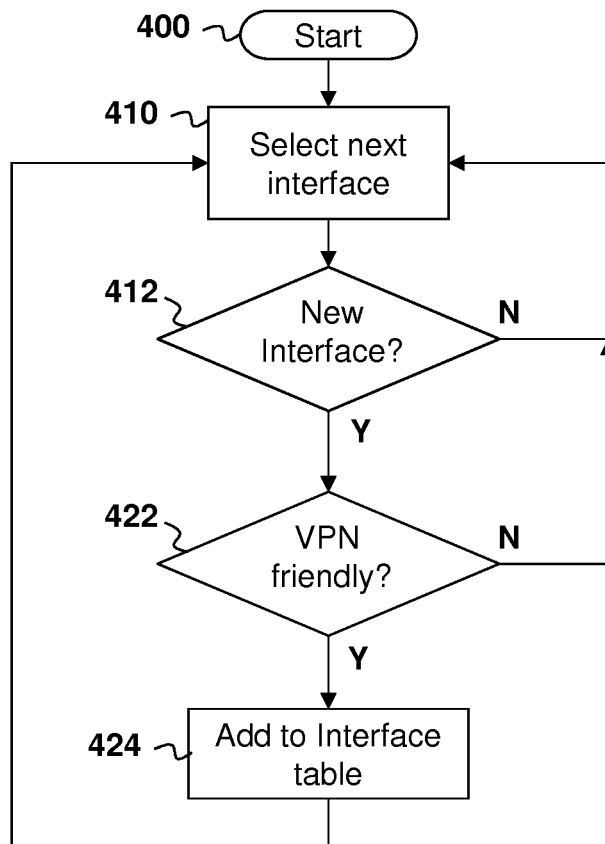 400
Start
410
Select next
interface
412
New
Interface?
N
Y
422
VPN
friendly?
N
Y
424
Add to Interface
table